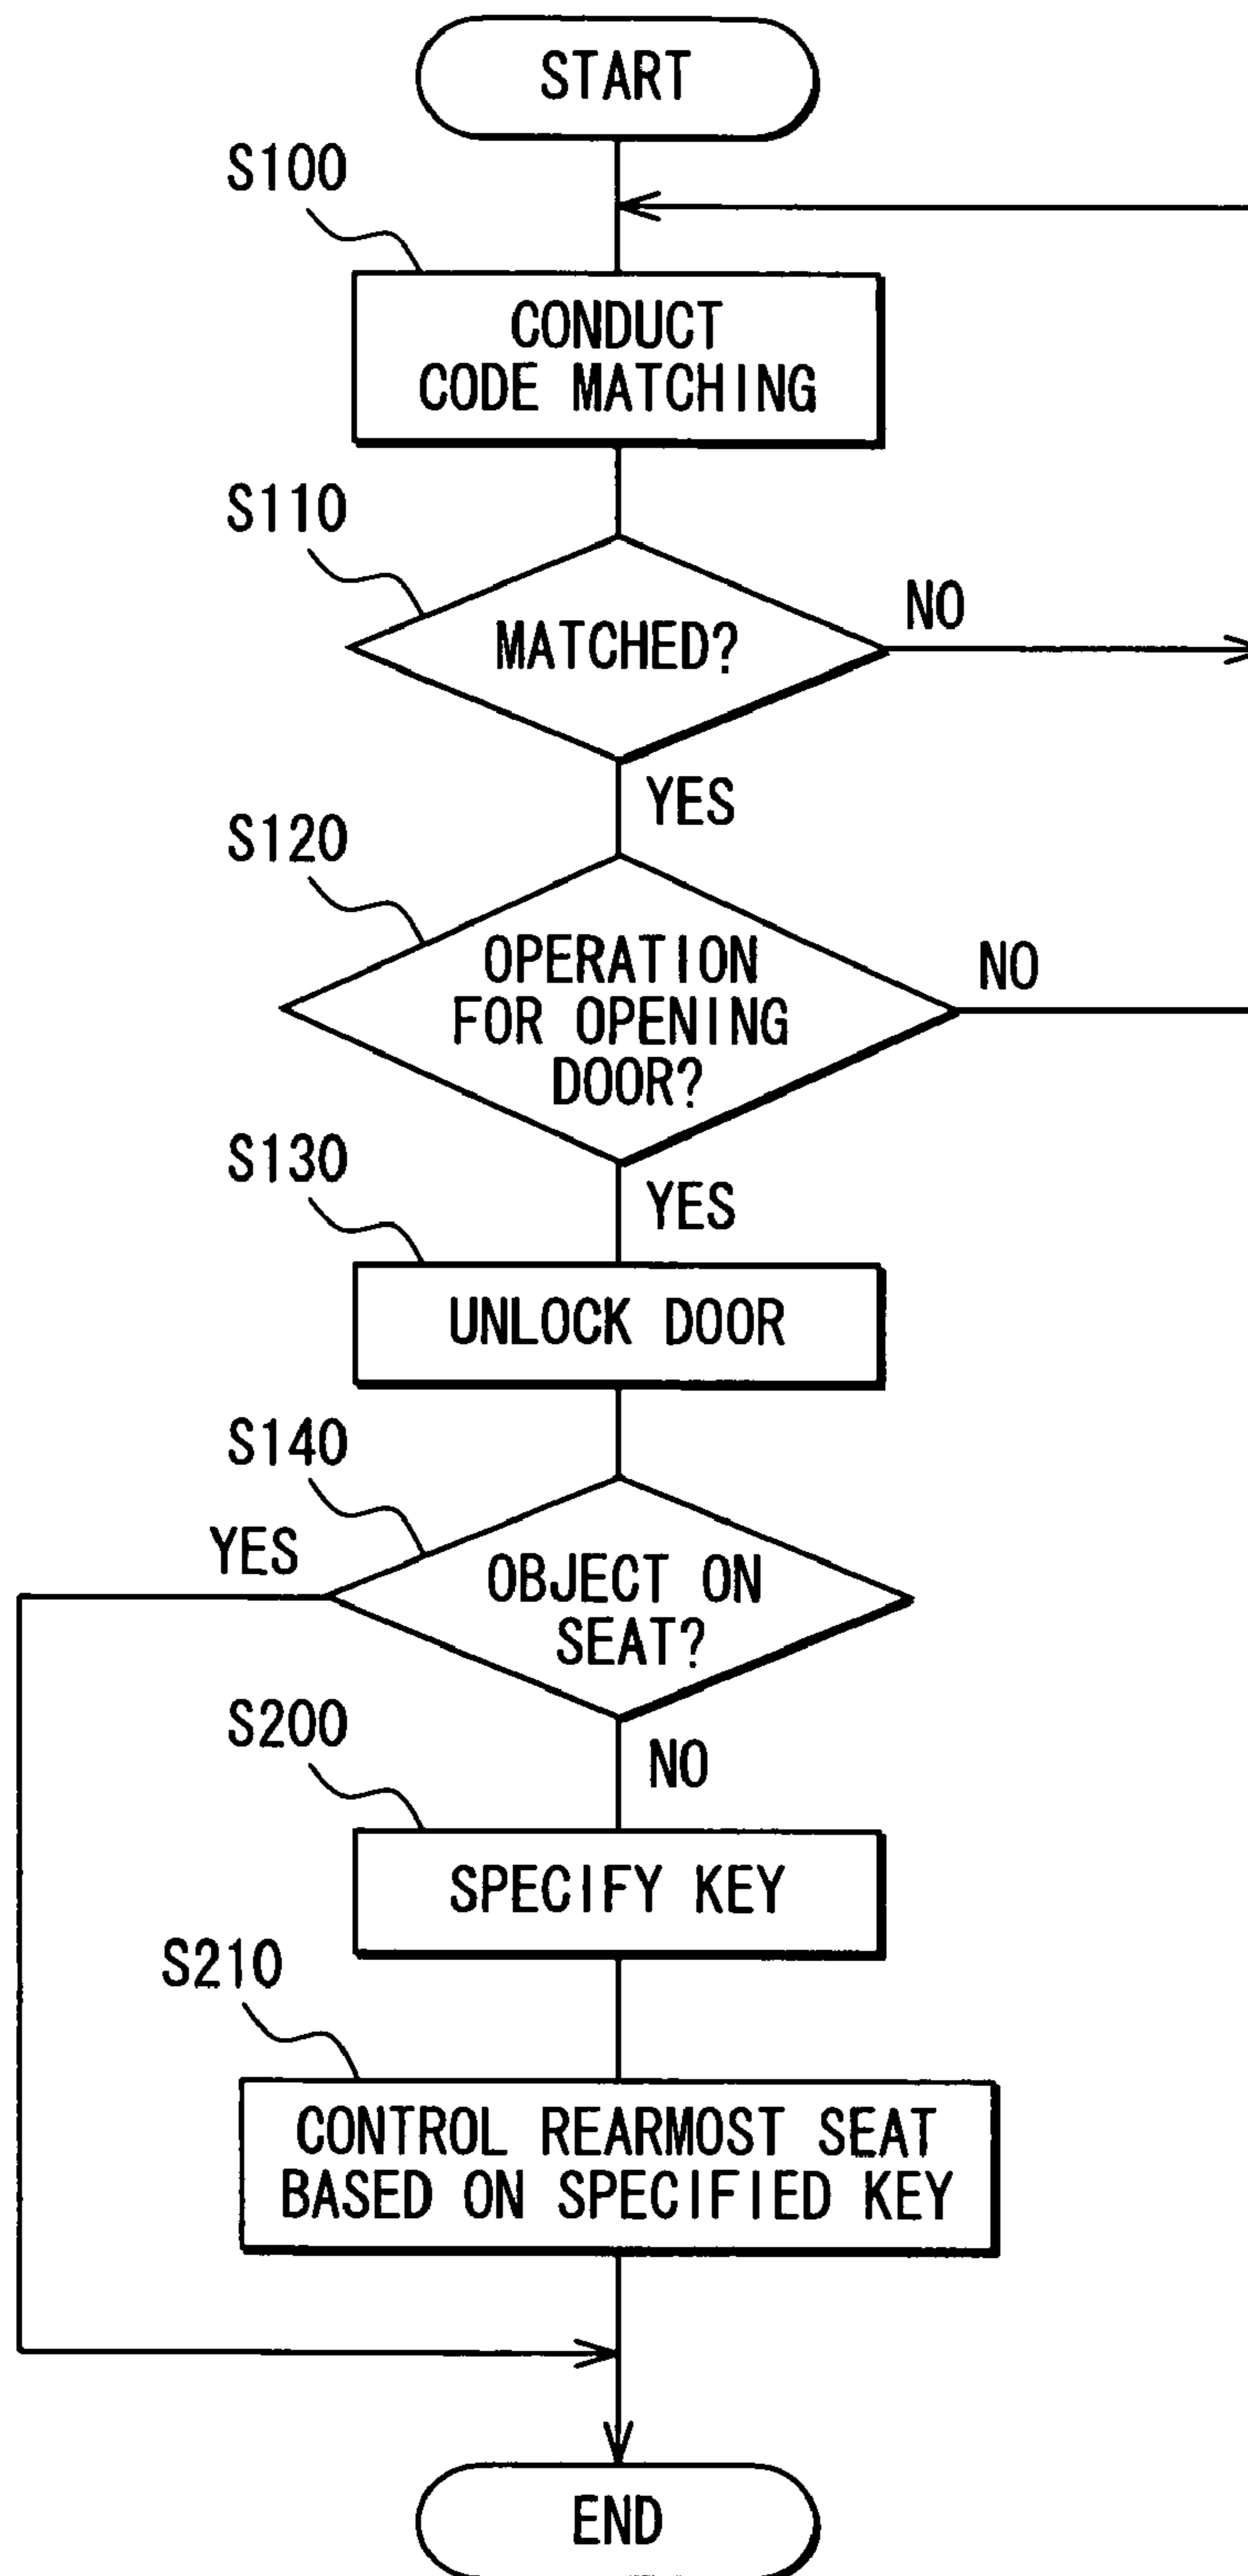 START
S100
CONDUCT
CODE MATCHING
S110
MATCHED?
NO
YES
S120
OPERATION
FOR OPENING
DOOR?
NO
YES
S130
UNLOCK DOOR
S140
YES
OBJECT ON
SEAT?
NO
S200
SPECIFY KEY
S210
CONTROL REARMOST SEAT
BASED ON SPECIFIED KEY
END